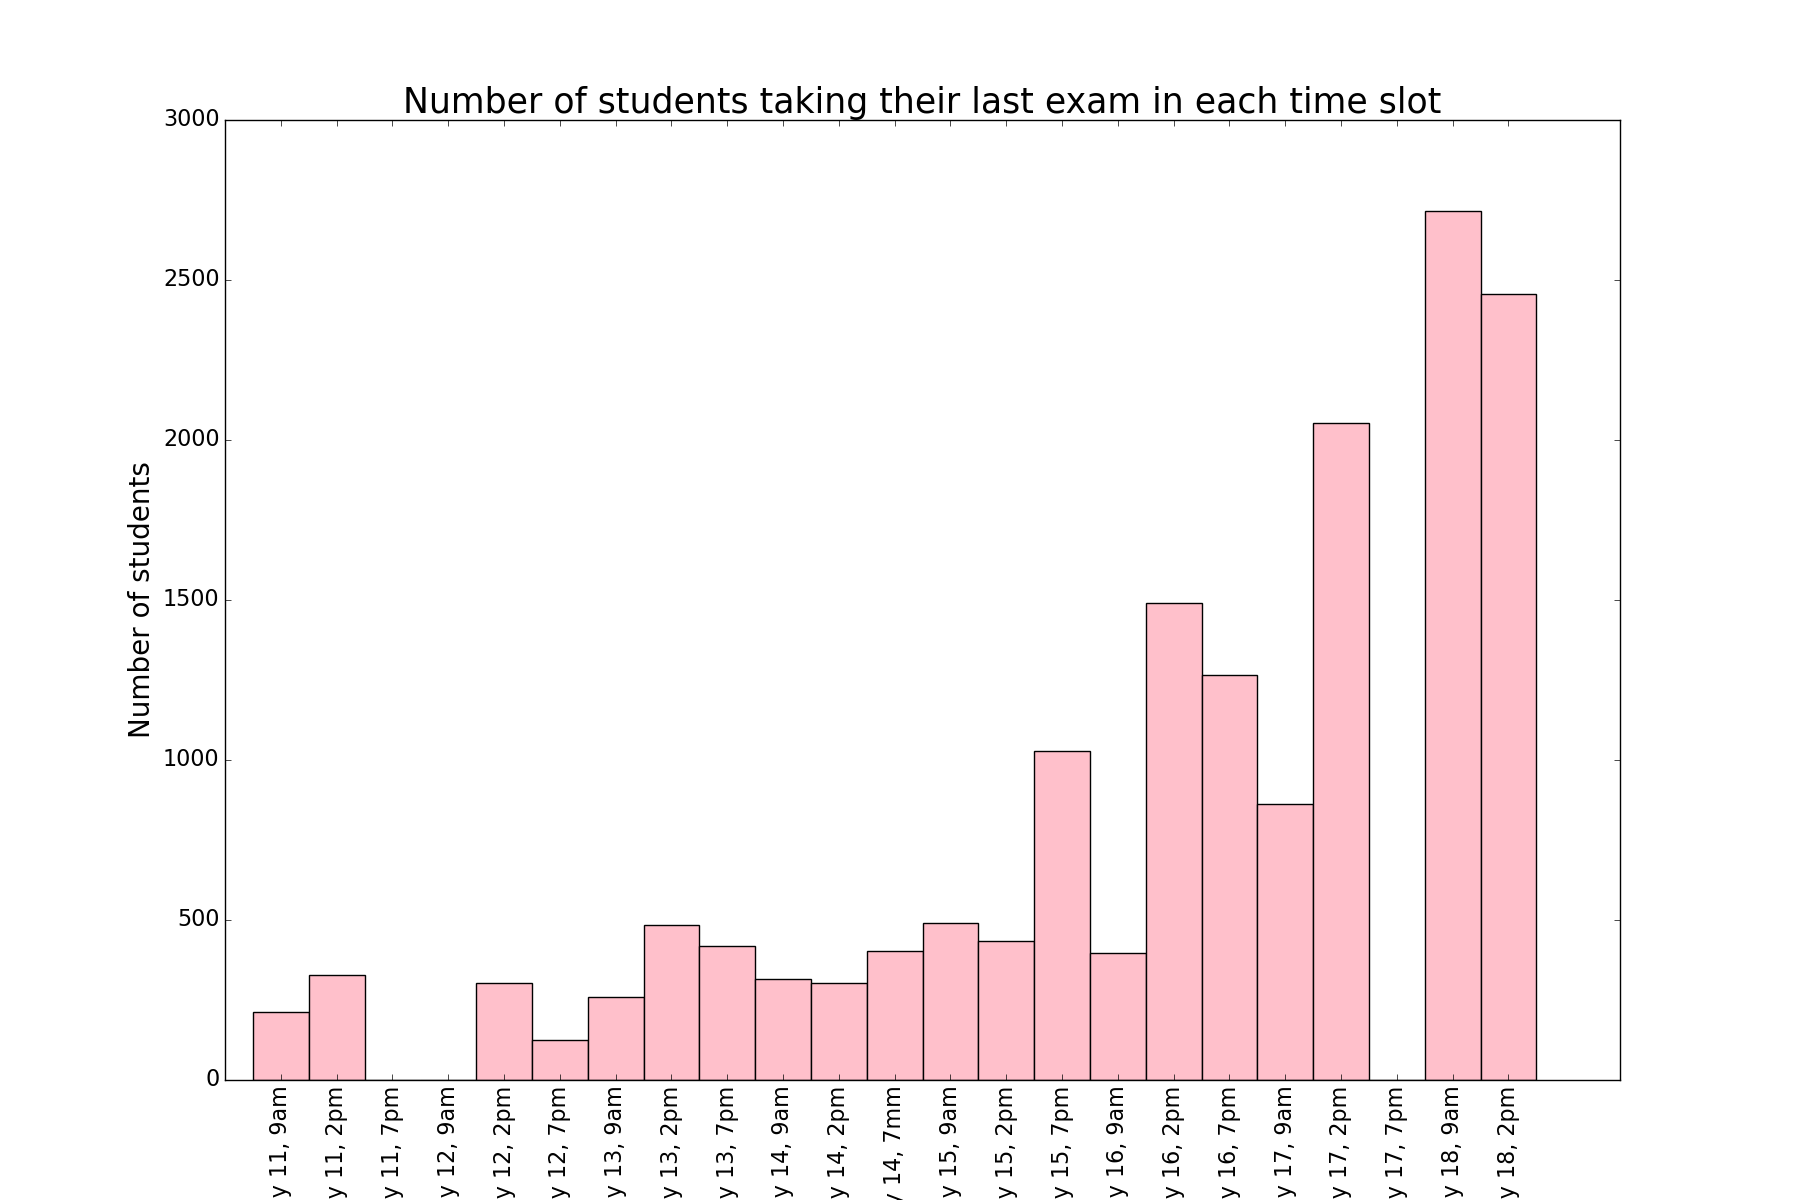 Number of students taking their last exam in each time slot
3000
2500
2000
1500
1000
500
0
Number of students
y 11, 9am
y 11, 2pm
y 11, 7pm
y 12, 9am
y 12, 2pm
y 12, 7pm
y 13, 9am
y 13, 2pm
y 13, 7pm
y 14, 9am
y 14, 2pm
y 14, 7mm
y 15, 9am
y 15, 2pm
y 15, 7pm
y 16, 9am
y 16, 2pm
y 16, 7pm
y 17, 9am
y 17, 2pm
y 17, 7pm
y 18, 9am
y 18, 2pm